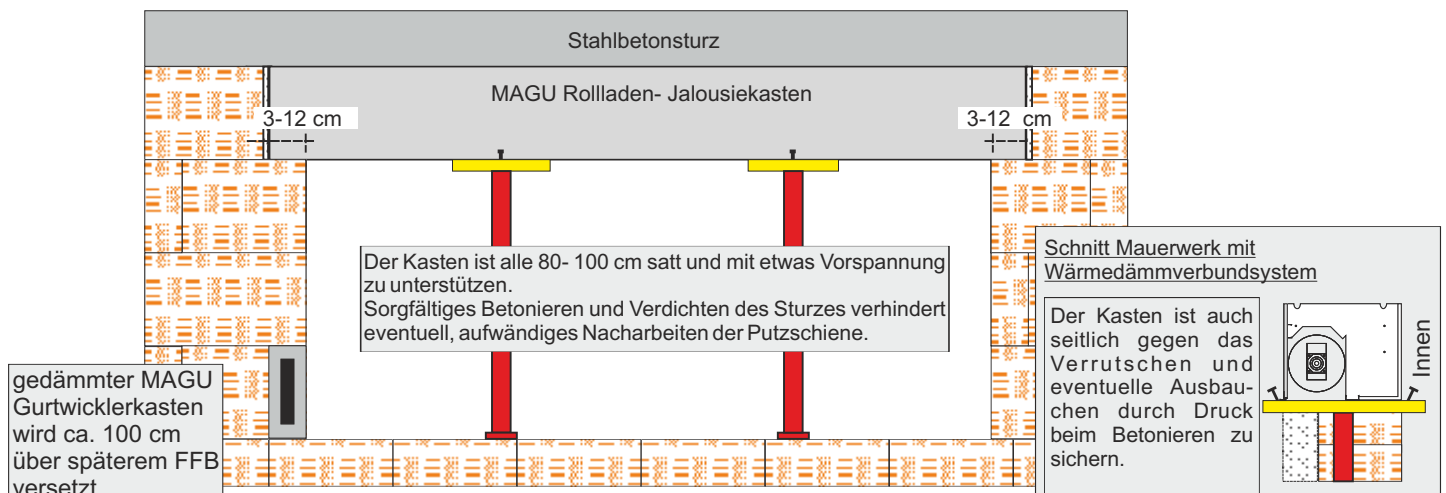 Stahlbetonsturz
MAGU Rollladen- Jalousiekasten
3-12 cm
3-12 cm
Der Kasten ist alle 80- 100 cm satt und mit etwas Vorspannung
zu unterstützen.
Sorgfältiges Betonieren und Verdichten des Sturzes verhindert
eventuell, aufwändiges Nacharbeiten der Putzschiene.
gedämmter MAGU
Gurtwicklerkasten
wird ca. 100 cm
über späterem FFB
versetzt
Schnitt Mauerwerk mit
Wärmedämmverbundsystem
Der Kasten ist auch
seitlich gegen das
Verrutschen und
eventuelle Ausbau-
chen durch Druck
beim Betonieren zu
sichern.
Innen